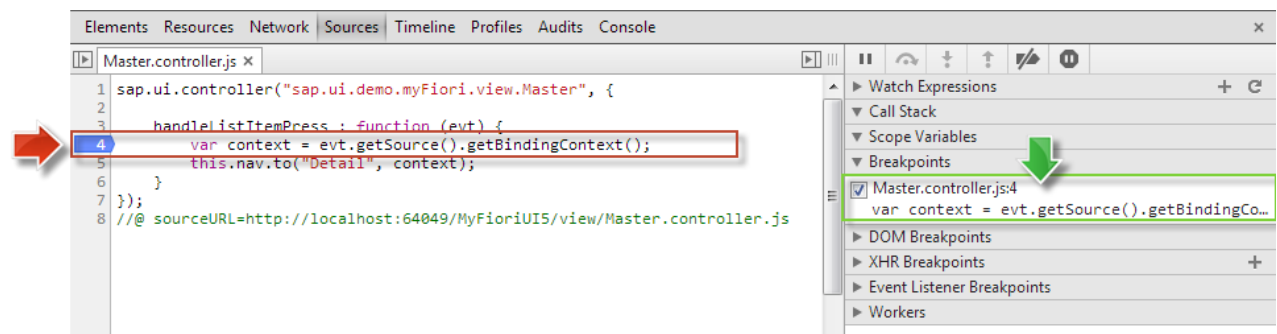 Elements Resources Network Sources Timeline Profiles Audits Console ×
Master.controller.js ×
1 sap.ui.controller("sap.ui.demo.myFiori.view.Master", {
2
3 handleListItemPress : function (evt) {
4 var context = evt.getSource().getBindingContext();
5 this.nav.to("Detail", context);
6 }
7 });
8 //@ sourceURL=http://localhost:64049/MyFioriUI5/view/Master.controller.js
Watch Expressions
Call Stack
Scope Variables
Breakpoints
Master.controller.js:4
var context = evt.getSource().getBindingCo…
DOM Breakpoints
XHR Breakpoints
Event Listener Breakpoints
Workers